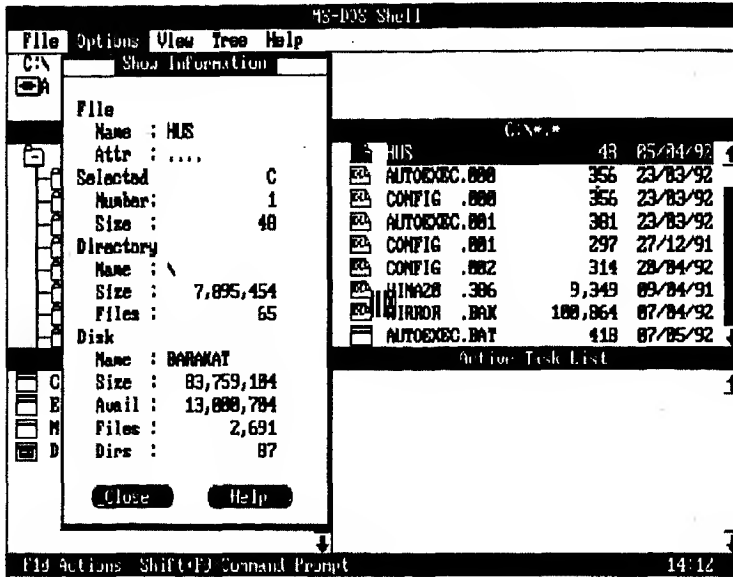 MS-DOS Shell
File Options View Tree Help
C:\
A
Show Information
File
Name : HUS
Attr : ....
Selected C
Number: 1
Size : 48
Directory
Name : \
Size : 7,895,454
Files : 65
Disk
Name : BARAKAT
Size : 83,759,104
Avail : 13,000,704
Files : 2,691
Dirs : 87
Close Help
C:\*.*
HUS 48 05/04/92
AUTOEXEC.000 356 23/03/92
CONFIG .000 356 23/03/92
AUTOEXEC.001 381 23/03/92
CONFIG .001 297 27/12/91
CONFIG .002 314 28/04/92
WINA20 .386 9,349 09/04/91
MIRROR .BAK 100,864 07/04/92
AUTOEXEC.BAT 418 07/05/92
Active Task List
C
E
M
D
F10 Actions Shift+F9 Command Prompt 14:12